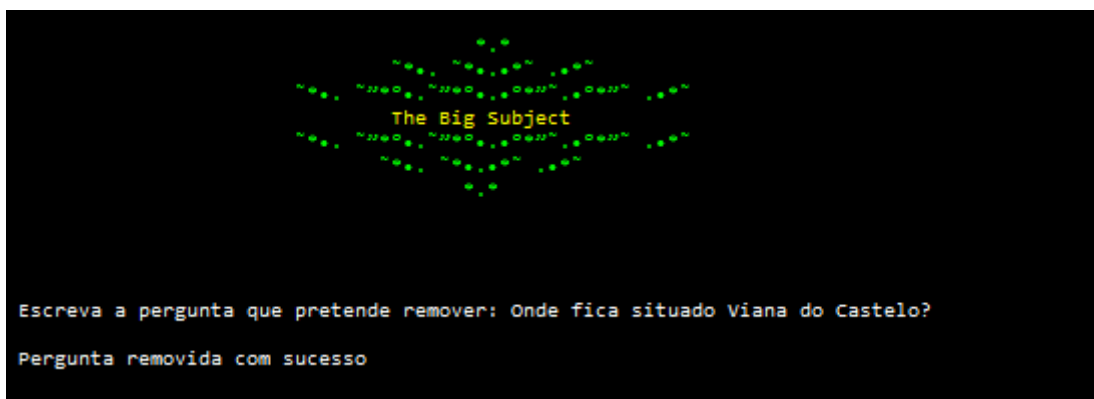 The Big Subject
Escreva a pergunta que pretende remover: Onde fica situado Viana do Castelo?
Pergunta removida com sucesso